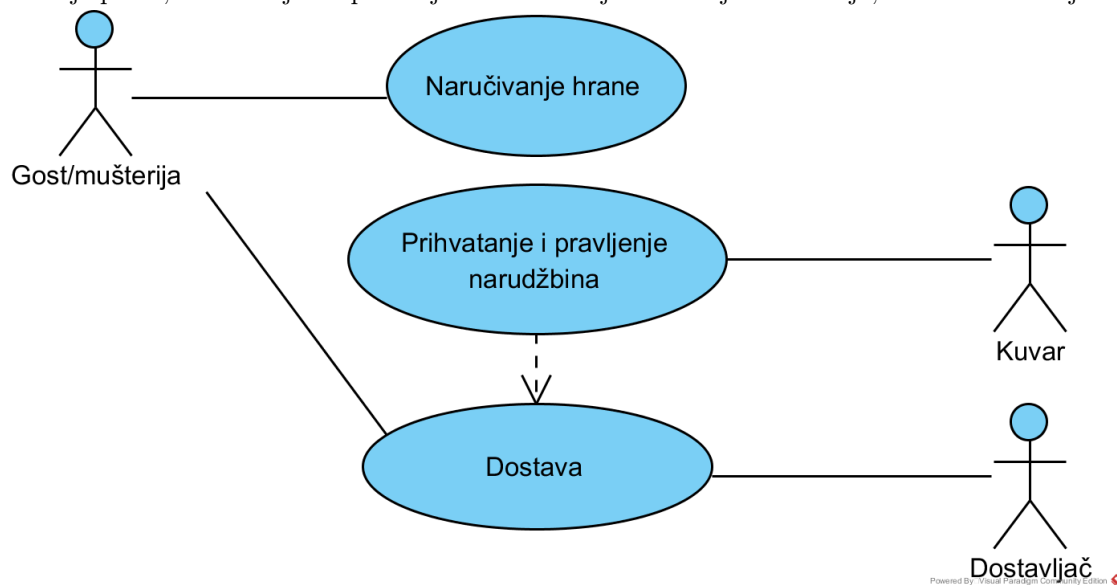 Naručivanje hrane
Gost/mušterija
Prihvatanje i pravljenje
narudžbina
Kuvar
Dostava
Dostavljač
Powered By Visual Paradigm Community Edition